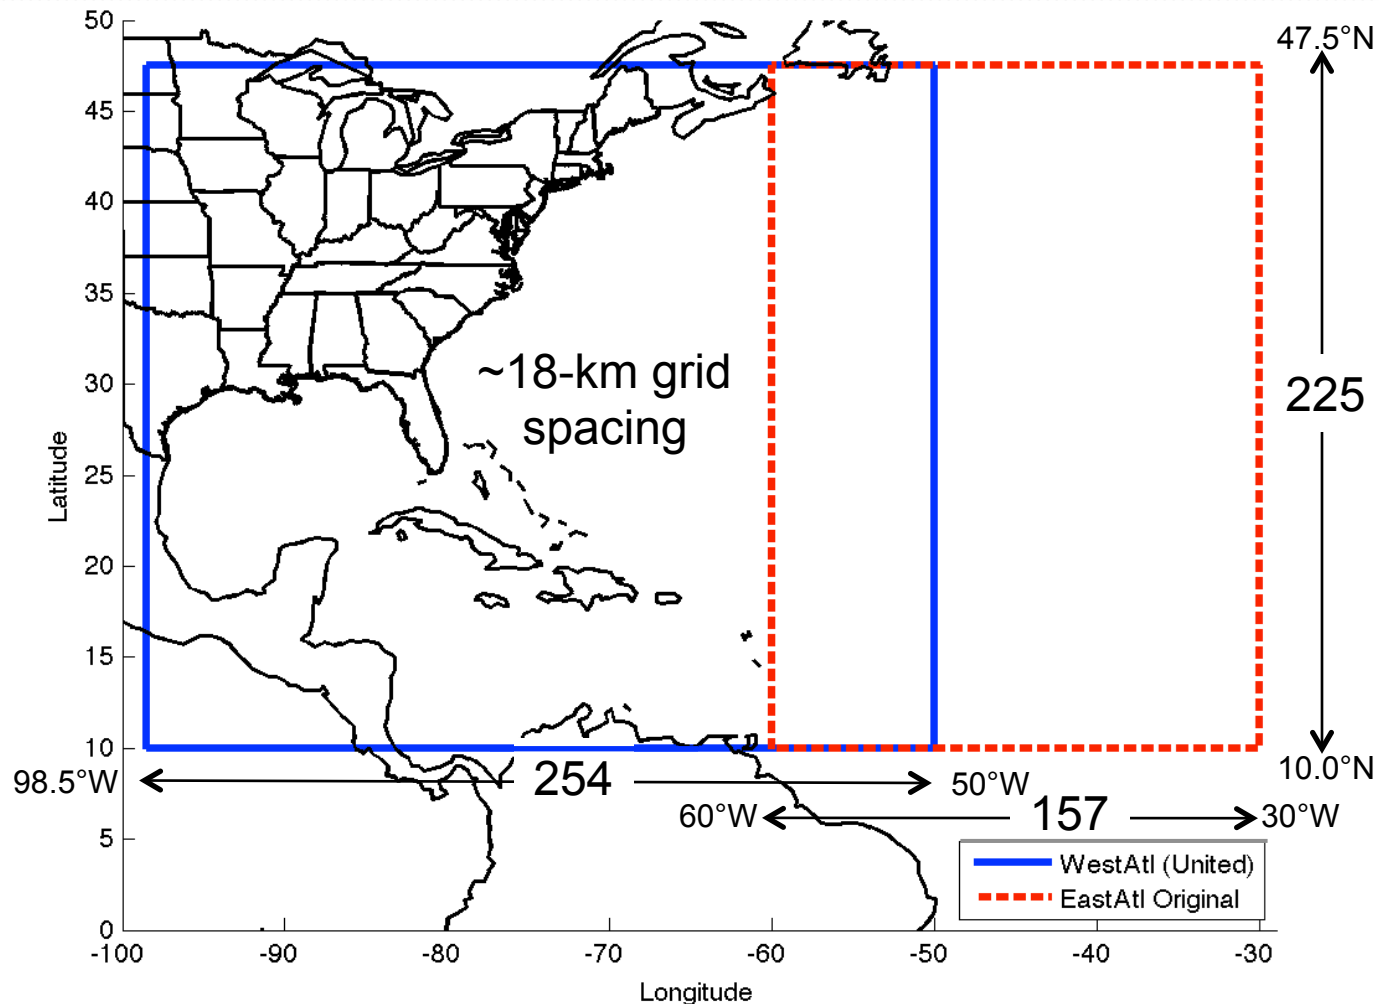 50
45
40
35
30
25
20
15
10
5
0
Latitude
-100
-90
-80
-70
-60
-50
-40
-30
Longitude
~18-km grid
spacing
47.5°N
225
10.0°N
98.5°W
254
50°W
60°W
157
30°W
WestAtl (United)
EastAtl Original